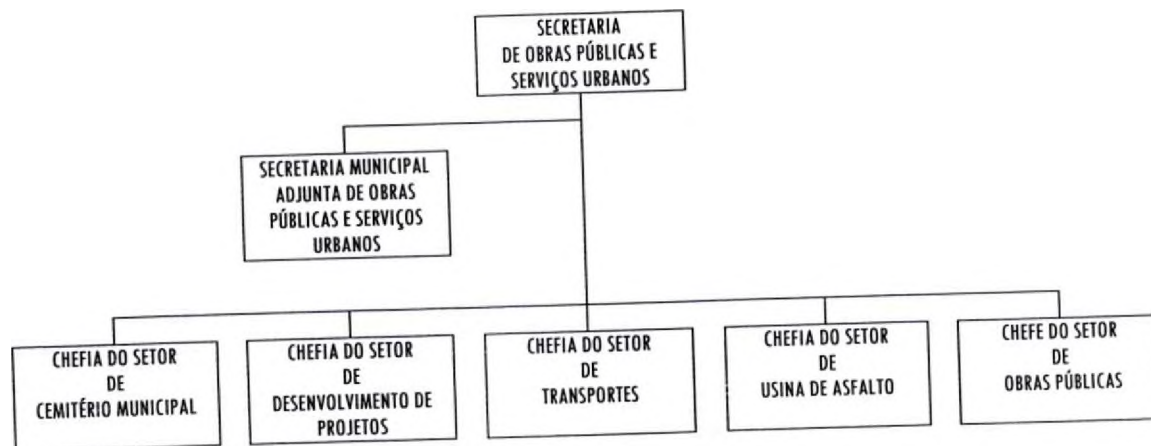 SECRETARIA
DE OBRAS PÚBLICAS E
SERVIÇOS URBANOS
SECRETARIA MUNICIPAL
ADJUNTA DE OBRAS
PÚBLICAS E SERVIÇOS
URBANOS
CHEFIA DO SETOR
DE
CEMITÉRIO MUNICIPAL
CHEFIA DO SETOR
DE
DESENVOLVIMENTO DE
PROJETOS
CHEFIA DO SETOR
DE
TRANSPORTES
CHEFIA DO SETOR
DE
USINA DE ASFALTO
CHEFE DO SETOR
DE
OBRAS PÚBLICAS